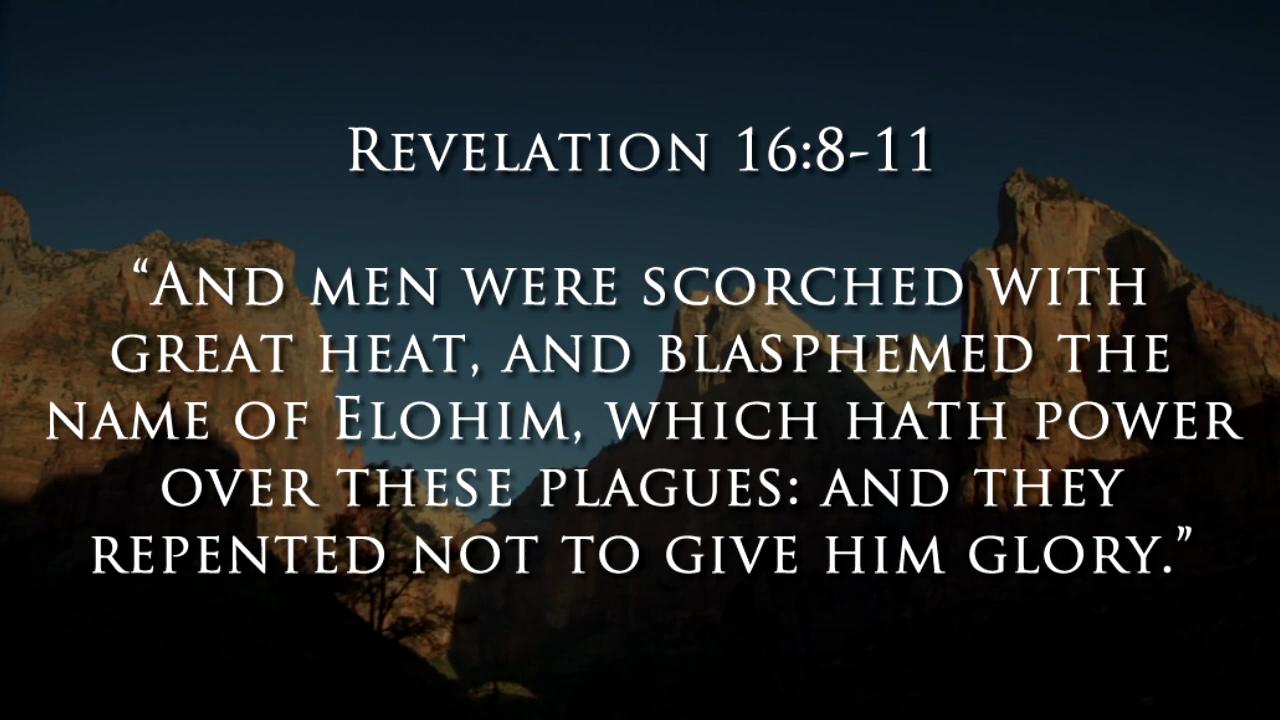 Revelation 16:8-11
“And men were scorched with
great heat, and blasphemed the
name of Elohim, which hath power
over these plagues: and they
repented not to give him glory.”